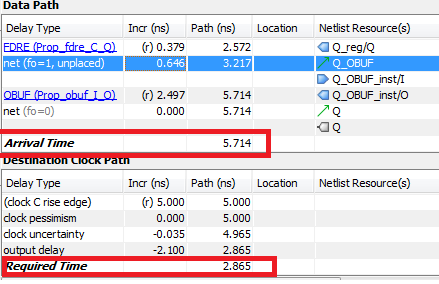 Data Path
Delay Type Incr (ns) Path (ns) Location Netlist Resource(s)
FDRE (Prop_fdre_C_Q) (r) 0.379 2.572 Q_reg/Q
net (fo=1, unplaced) 0.646 3.217 Q_OBUF
Q_OBUF_inst/I
OBUF (Prop_obuf_I_O) (r) 2.497 5.714 Q_OBUF_inst/O
net (fo=0) 0.000 5.714 Q
Q
Arrival Time 5.714
Destination Clock Path
Delay Type Incr (ns) Path (ns) Location Netlist Resource(s)
(clock C rise edge) (r) 5.000 5.000
clock pessimism 0.000 5.000
clock uncertainty -0.035 4.965
output delay -2.100 2.865
Required Time 2.865